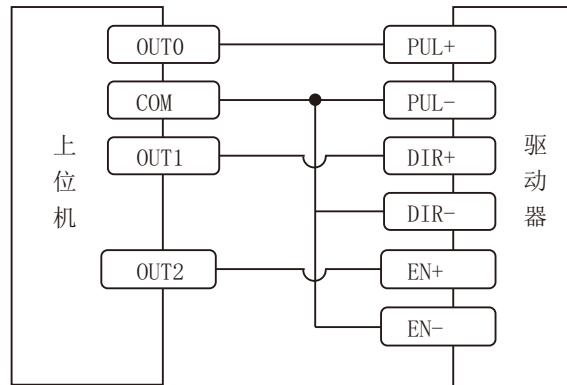 OUT0
PUL+
COM
PUL-
上位机
OUT1
DIR+
驱动器
DIR-
OUT2
EN+
EN-